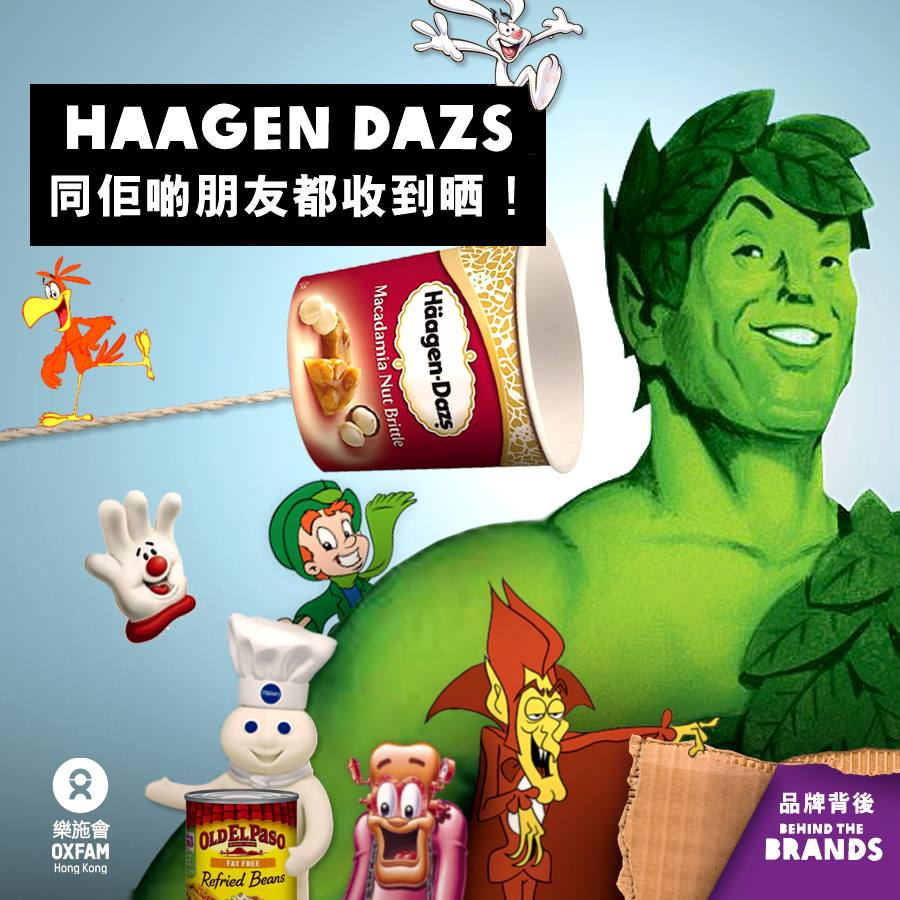 HAAGEN DAZS
同佢啲朋友都收到晒！
Häagen-Dazs
Macadamia Nut Brittle
Pillsbury
OLD EL PASO
FAT FREE
Refried Beans
樂施會
OXFAM
Hong Kong
品牌背後
BEHIND THE
BRANDS